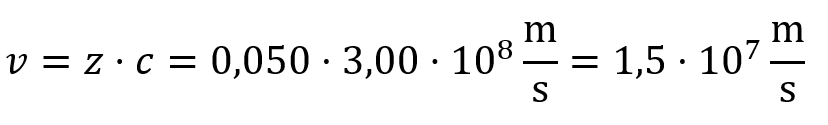 v = z · c = 0,050 · 3,00 · 10⁸ m/s = 1,5 · 10⁷ m/s